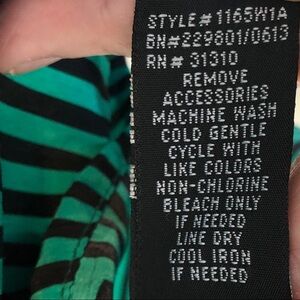 STYLE#1165W1A
BN#229801/0613
RN# 31310
REMOVE
ACCESSORIES
MACHINE WASH
COLD GENTLE
CYCLE WITH
LIKE COLORS
NON-CHLORINE
BLEACH ONLY
IF NEEDED
LINE DRY
COOL IRON
IF NEEDED